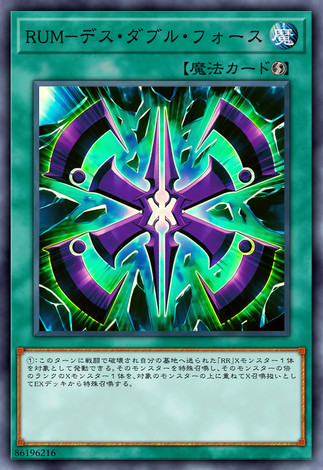 RUM－デス・ダブル・フォース
魔
【魔法カード】
①：このターンに戦闘で破壊され自分の墓地へ送られた「RR」Xモンスター１体
を対象として発動できる。そのモンスターを特殊召喚し、そのモンスターの倍
のランクのXモンスター１体を、対象のモンスターの上に重ねてX召喚扱いとし
てEXデッキから特殊召喚する。
86196216